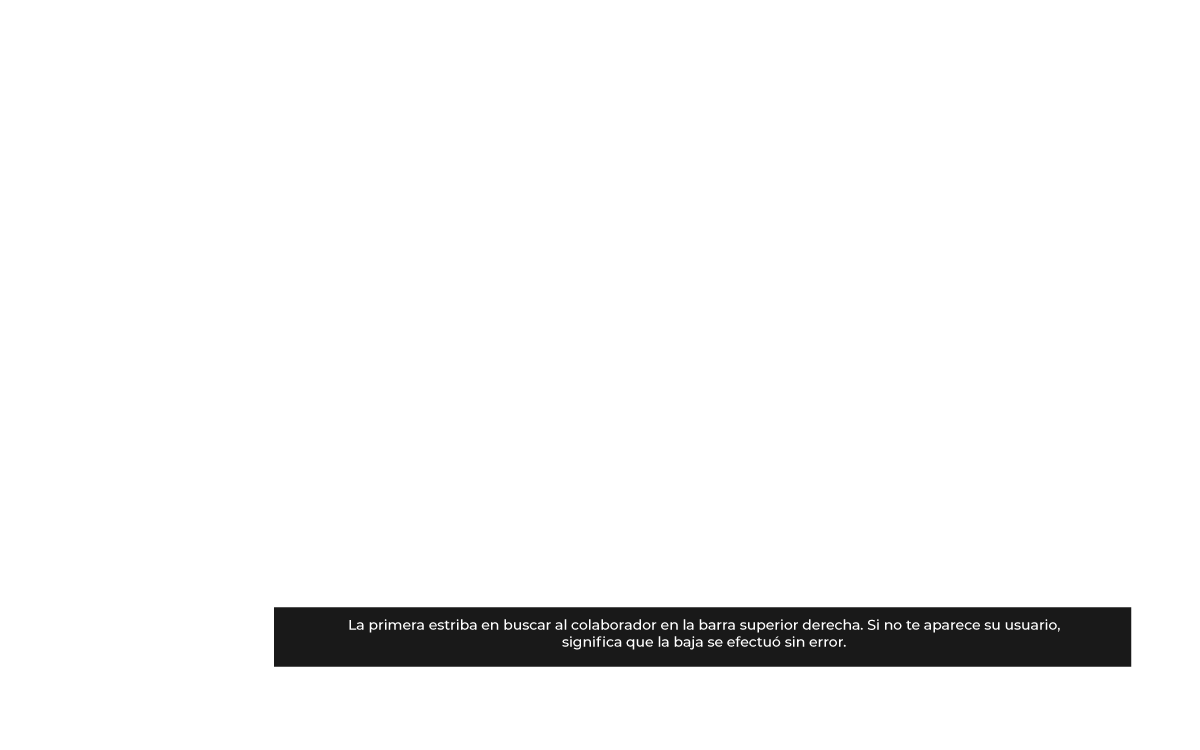 La primera estriba en buscar al colaborador en la barra superior derecha. Si no te aparece su usuario,
significa que la baja se efectuó sin error.